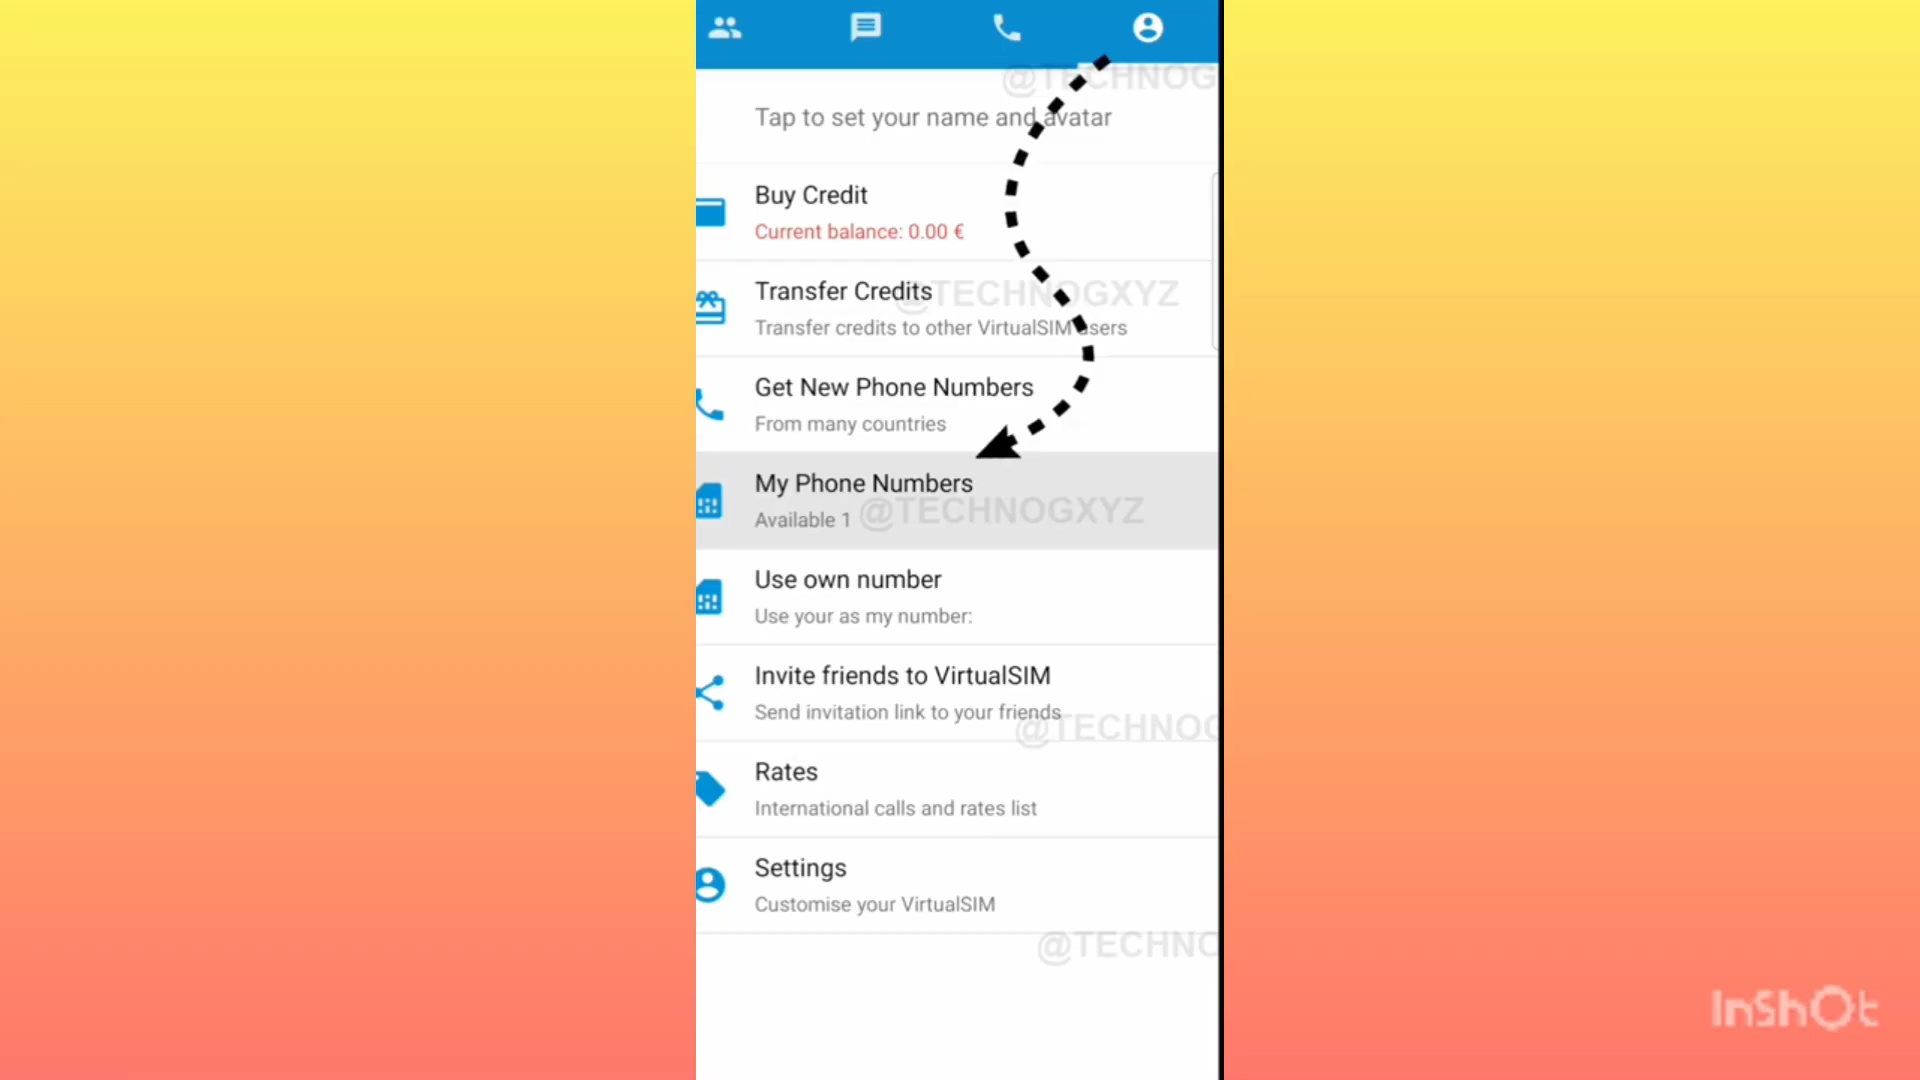 @TECHNOG
Tap to set your name and avatar
Buy Credit
Current balance: 0.00 €
Transfer Credits
@TECHNOGXYZ
Transfer credits to other VirtualSIM users
Get New Phone Numbers
From many countries
My Phone Numbers
Available 1
@TECHNOGXYZ
Use own number
Use your as my number:
Invite friends to VirtualSIM
Send invitation link to your friends
@TECHNOG
Rates
International calls and rates list
Settings
Customise your VirtualSIM
@TECHNO
InShOt